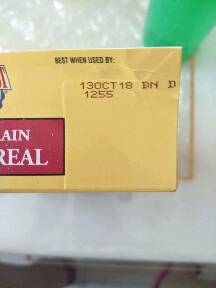 BEST WHEN USED BY:
13OCT18 BN D
1255
AIN
REAL